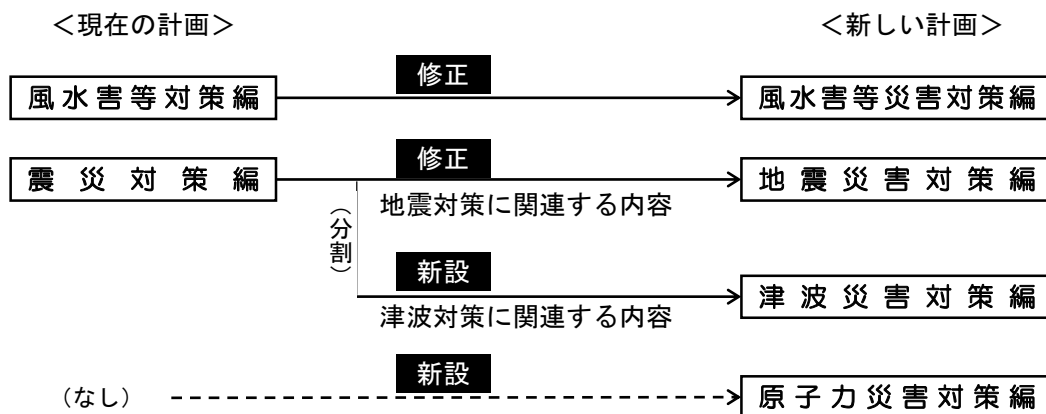 ＜現在の計画＞
＜新しい計画＞
修正
風水害等対策編
風水害等災害対策編
修正
震災対策編
地震災害対策編
地震対策に関連する内容
（分割）
新設
津波災害対策編
津波対策に関連する内容
新設
（なし）
原子力災害対策編